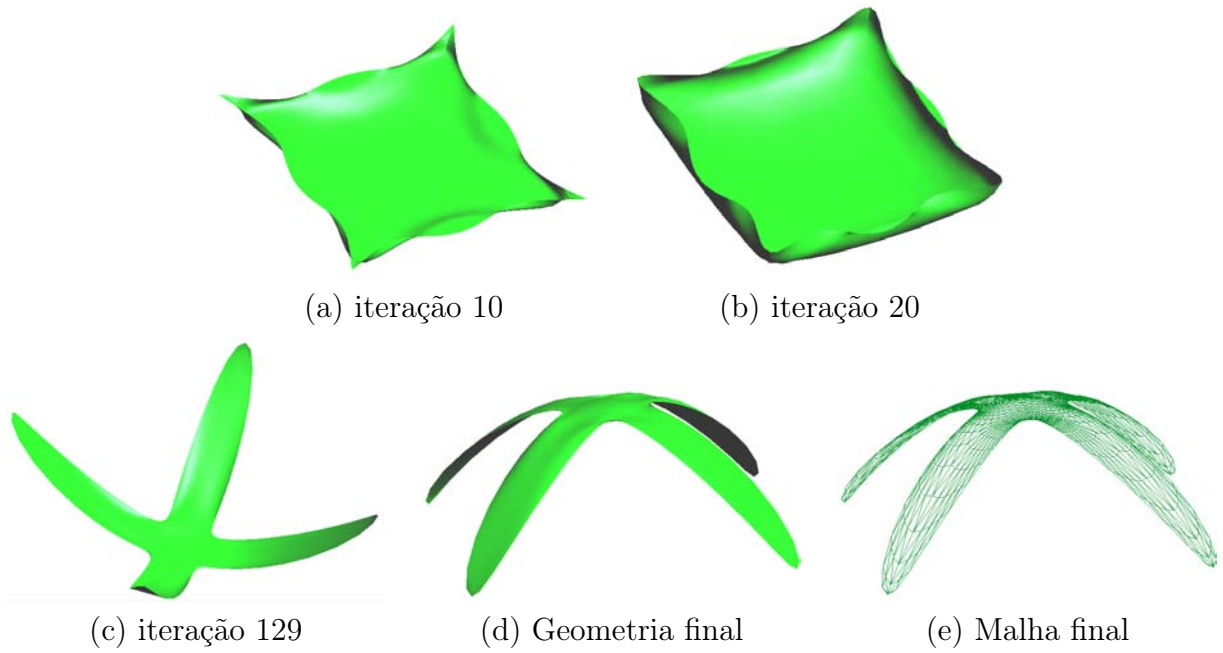 (a) iteração 10
(b) iteração 20
(c) iteração 129
(d) Geometria final
(e) Malha final